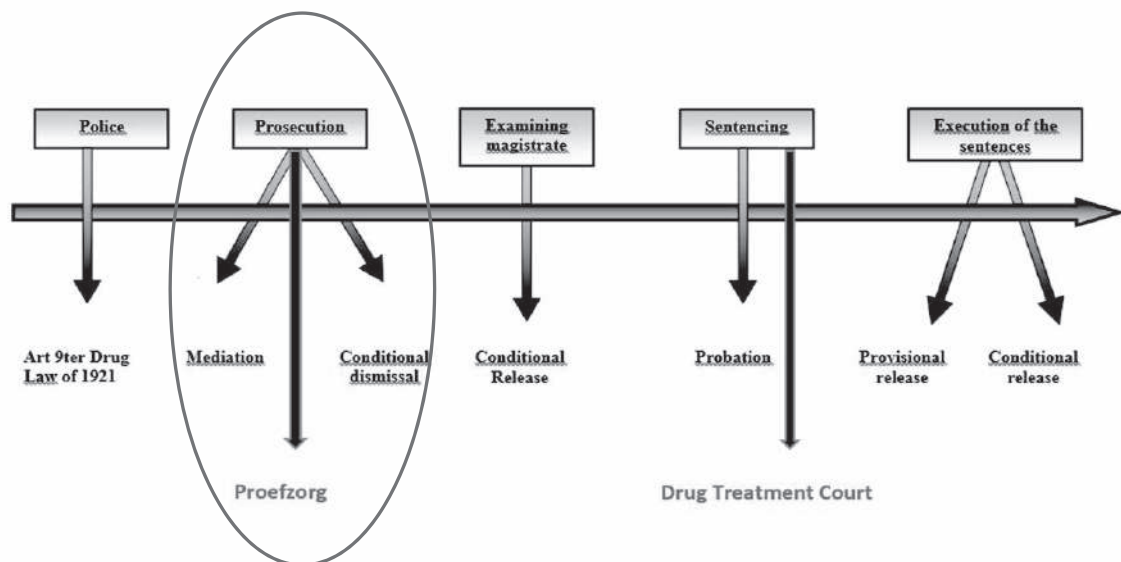 Police
Prosecution
Examining
magistrate
Sentencing
Execution of the
sentences
Art 9ter Drug
Law of 1921
Mediation
Conditional
dismissal
Conditional
Release
Probation
Provisional
release
Conditional
release
Proefzorg
Drug Treatment Court